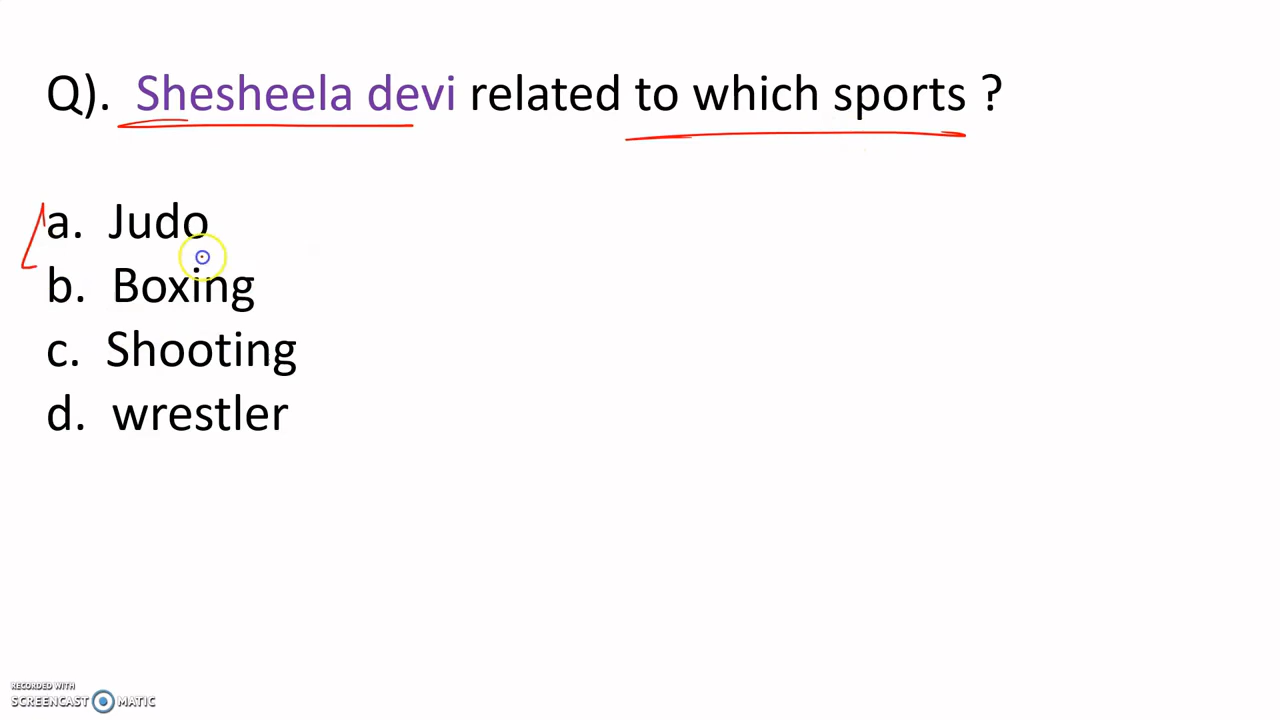 Q). Shesheela devi related to which sports ?
a. Judo
b. Boxing
c. Shooting
d. wrestler
RECORDED WITH
SCREENCAST MATIC